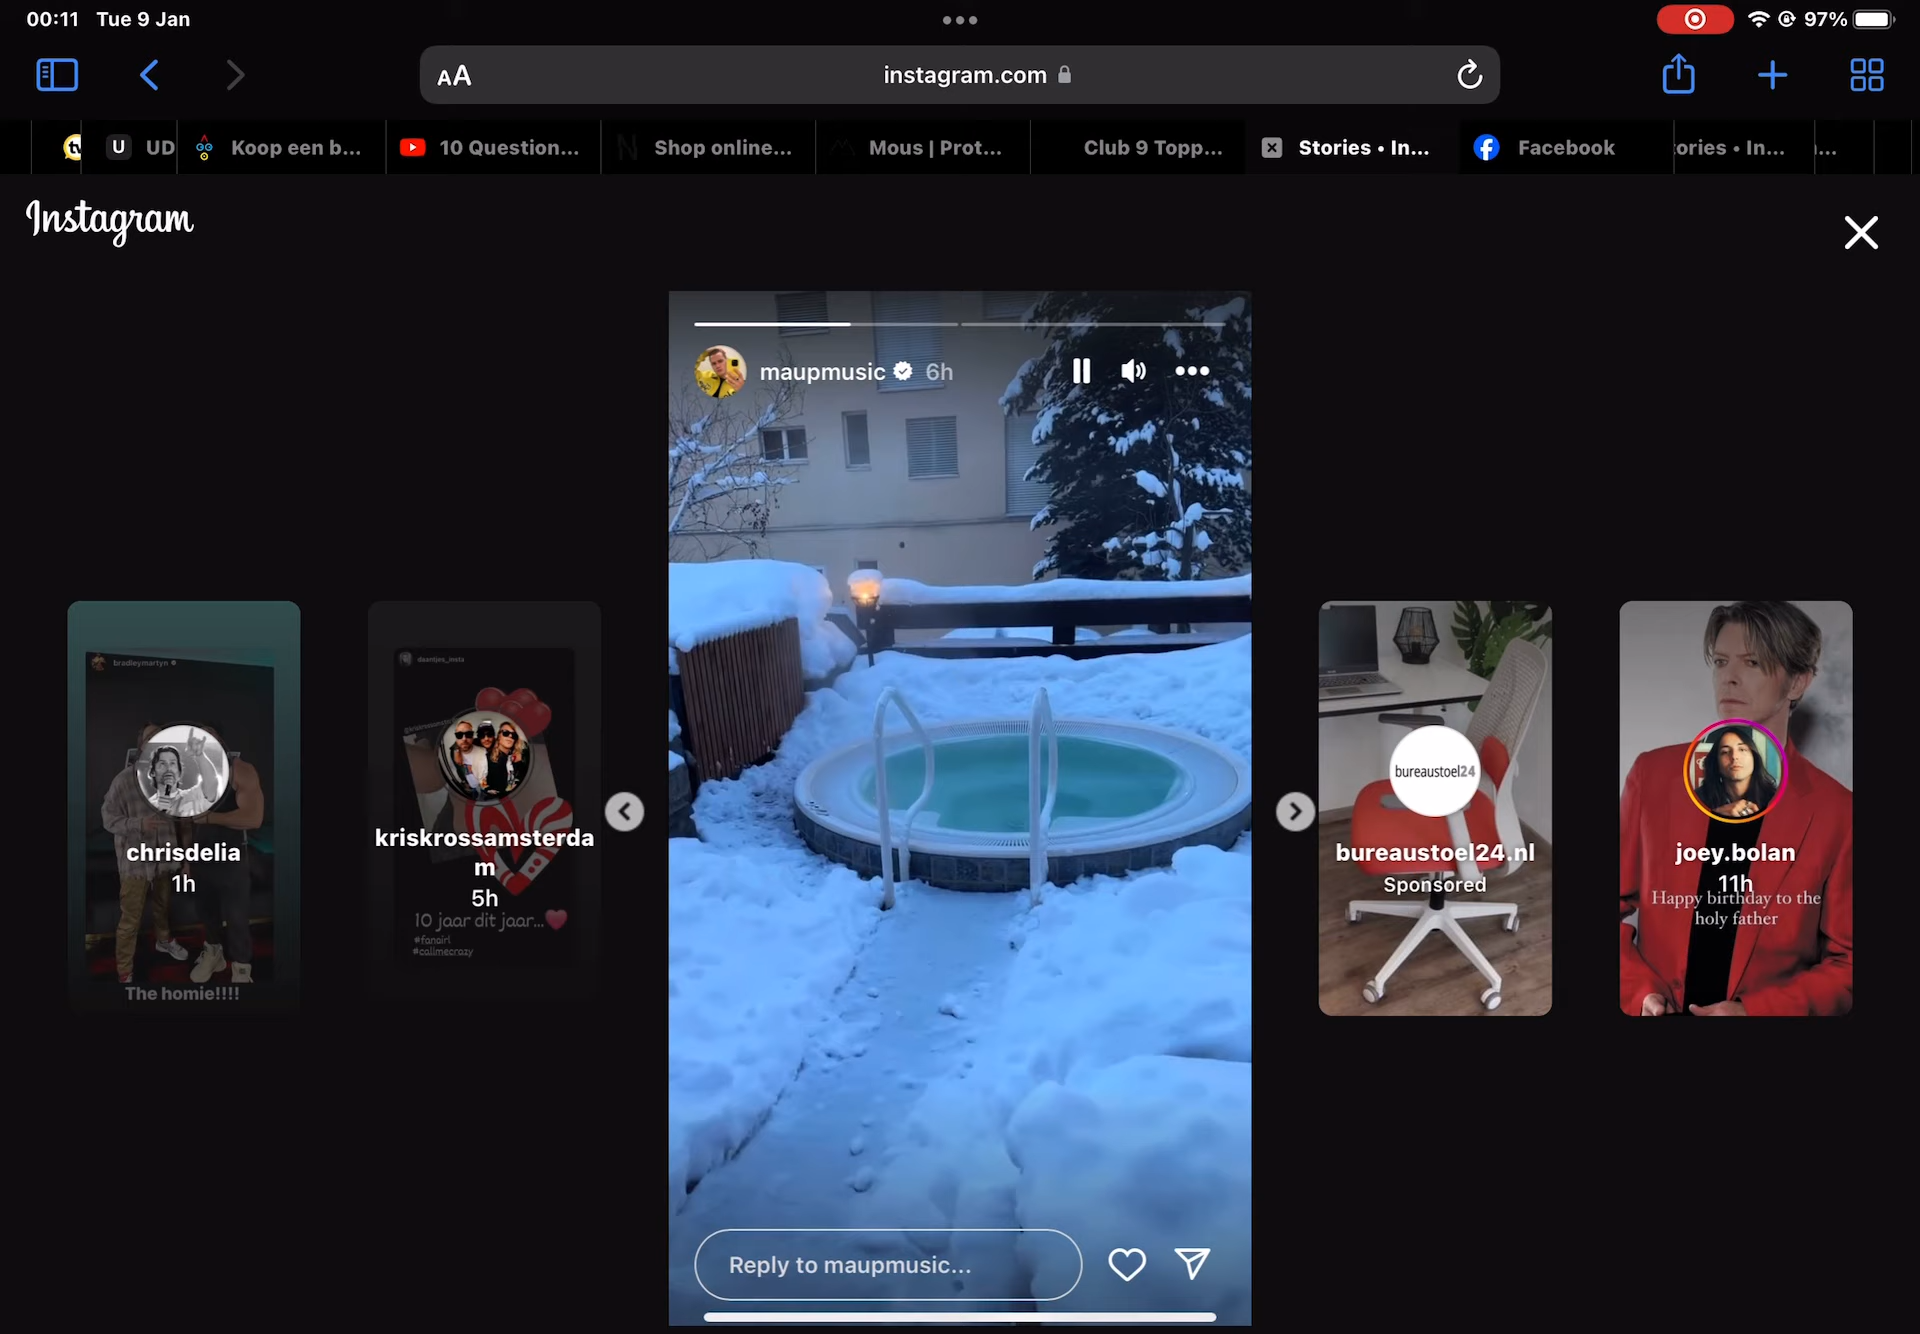 00:11 Tue 9 Jan
97%
AA
instagram.com
tv
U UD
Koop een b...
10 Question...
N Shop online...
Mous | Prot...
Club 9 Topp...
Stories • In...
Facebook
ories • In...
Instagram
maupmusic 6h
bradleymartyn
chrisdelia
1h
The homie!!!!
daantjes_insta
kriskrossamsterda
m
5h
10 jaar dit jaar...❤️
#fangirl
#callmecrazy
bureaustoel24
bureaustoel24.nl
Sponsored
joey.bolan
11h
Happy birthday to the
holy father
Reply to maupmusic...